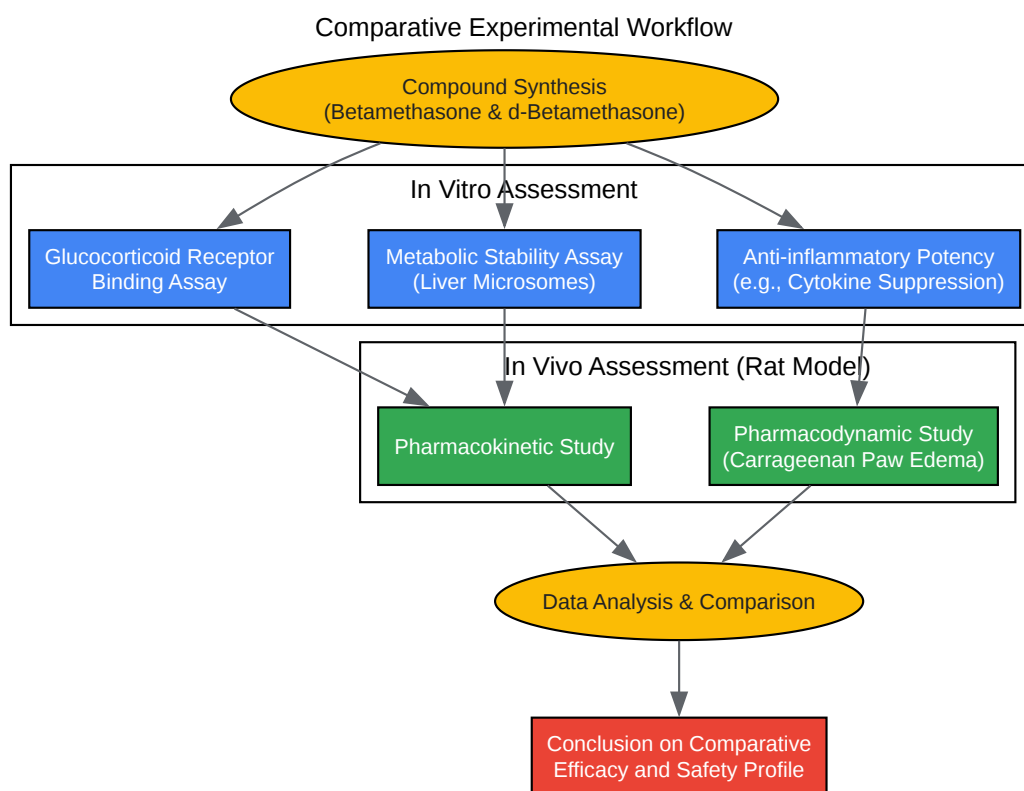 Comparative Experimental Workflow
Compound Synthesis
(Betamethasone & d-Betamethasone)
In Vitro Assessment
Glucocorticoid Receptor
Binding Assay
Metabolic Stability Assay
(Liver Microsomes)
Anti-inflammatory Potency
(e.g., Cytokine Suppression)
In Vivo Assessment (Rat Model)
Pharmacokinetic Study
Pharmacodynamic Study
(Carrageenan Paw Edema)
Data Analysis & Comparison
Conclusion on Comparative
Efficacy and Safety Profile